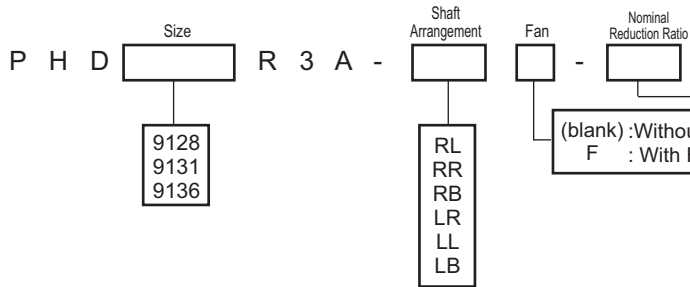 Size
Shaft
Arrangement
Fan
Nominal
Reduction Ratio
P H D R 3 A - -
9128
9131
9136
RL
RR
RB
LR
LL
LB
(blank) :
F : With